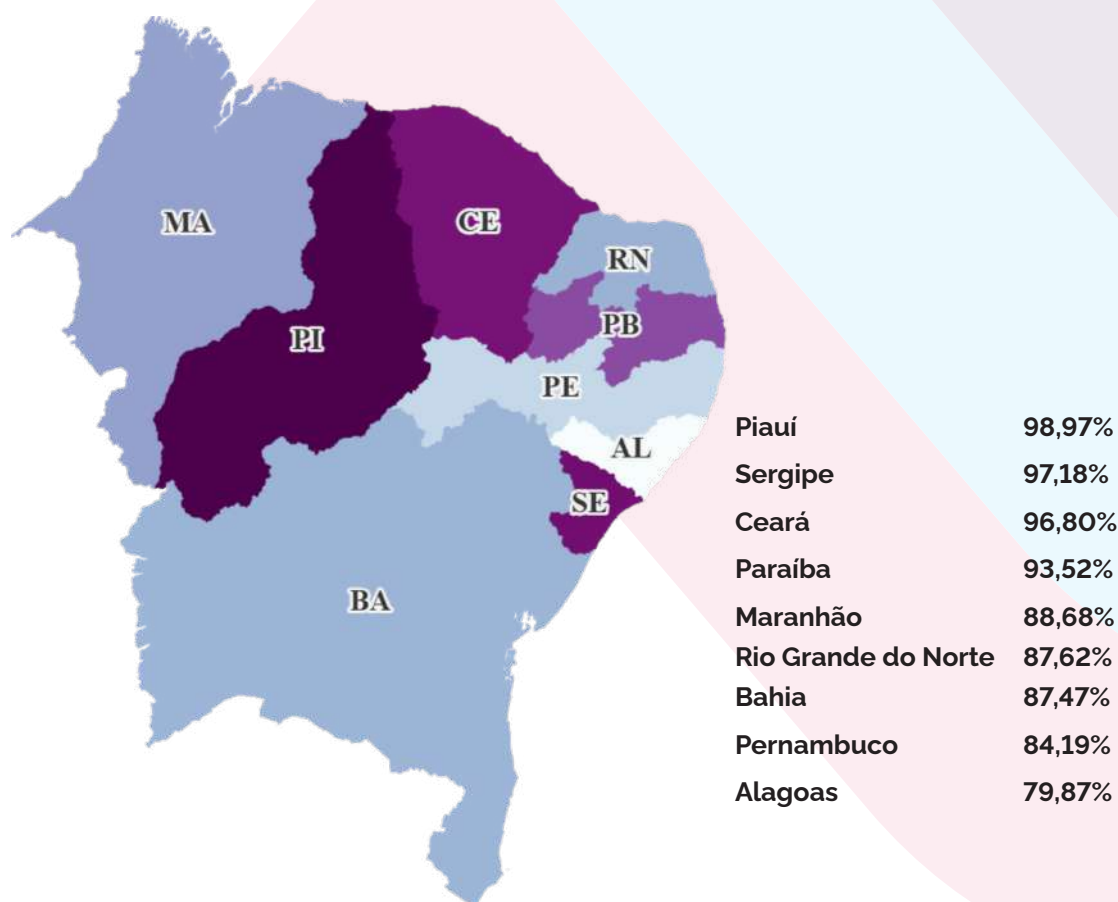 MA
CE
RN
PB
PI
PE
AL
SE
BA
Piauí 98,97%
Sergipe 97,18%
Ceará 96,80%
Paraíba 93,52%
Maranhão 88,68%
Rio Grande do Norte 87,62%
Bahia 87,47%
Pernambuco 84,19%
Alagoas 79,87%